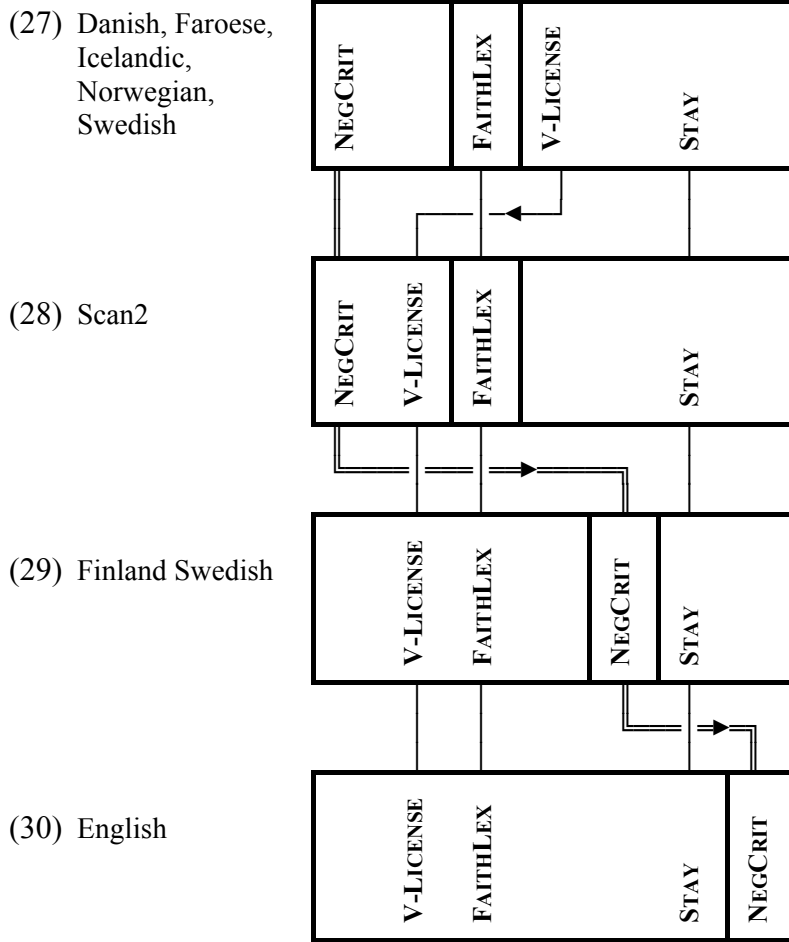 (27) Danish, Faroese,
Icelandic,
Norwegian,
Swedish
NEGCRIT
FAITHLEX
V-LICENSE
STAY
(28) Scan2
NEGCRIT
V-LICENSE
FAITHLEX
STAY
(29) Finland Swedish
V-LICENSE
FAITHLEX
NEGCRIT
STAY
(30) English
V-LICENSE
FAITHLEX
STAY
NEGCRIT